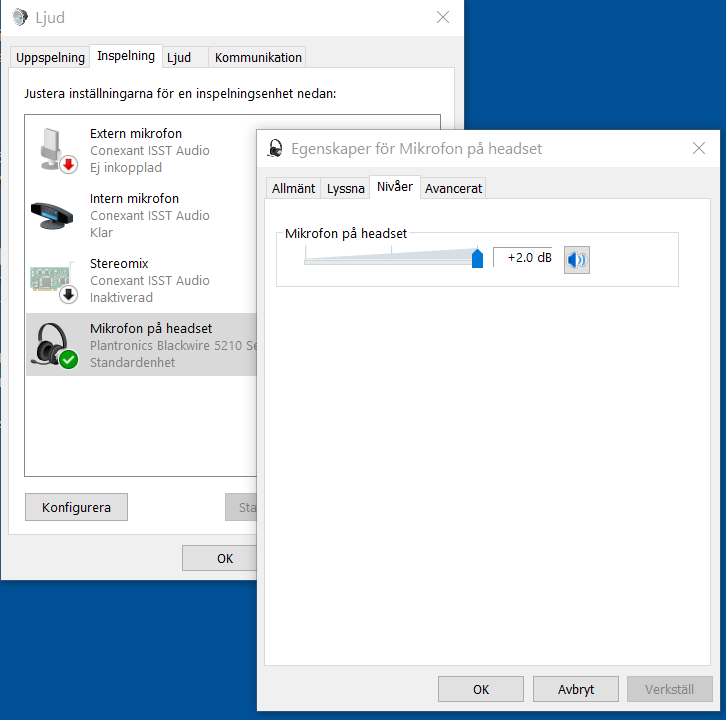 Ljud
Uppspelning Inspelning Ljud Kommunikation
Justera inställningarna för en inspelningsenhet nedan:
Extern mikrofon
Conexant ISST Audio
Ej inkopplad
Intern mikrofon
Conexant ISST Audio
Klar
Stereomix
Conexant ISST Audio
Inaktiverad
Mikrofon på headset
Plantronics Blackwire 5210 Se
Standardenhet
Konfigurera
Sta
OK
Egenskaper för Mikrofon på headset
Allmänt Lyssna Nivåer Avancerat
Mikrofon på headset
+2.0 dB
OK Avbryt Verkställ